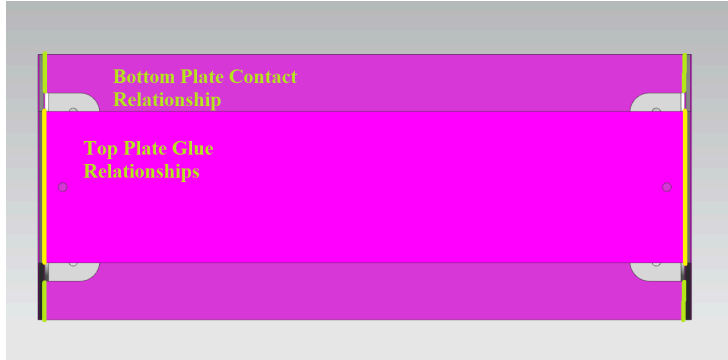 Bottom Plate Contact
Relationship
Top Plate Glue
Relationships